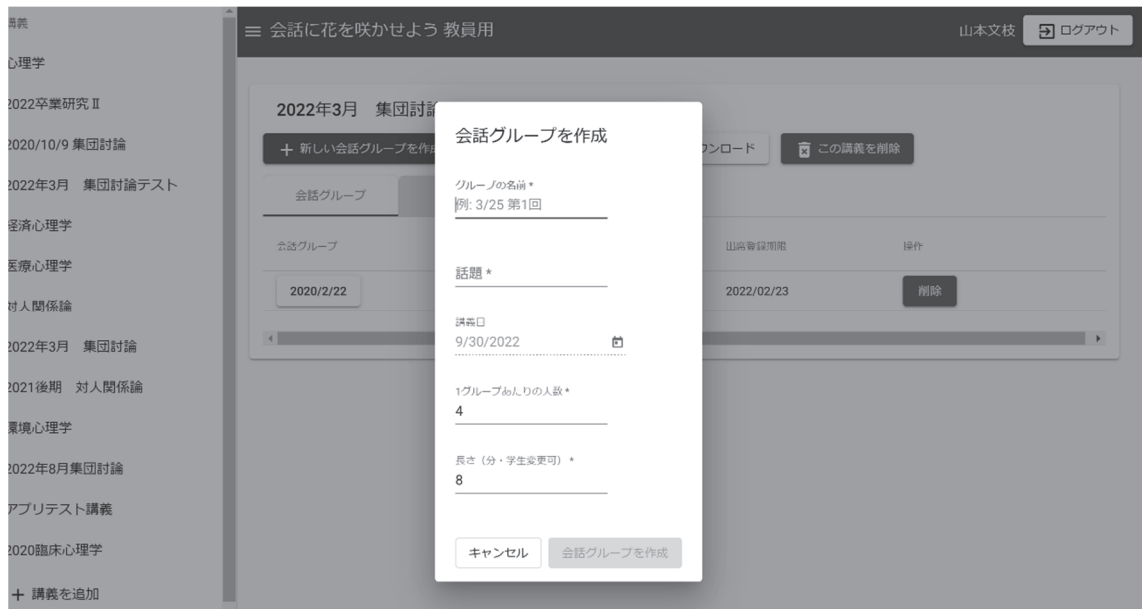 講義
心理学
2022卒業研究Ⅱ
2020/10/9 集団討論
2022年3月 集団討論テスト
経済心理学
医療心理学
対人関係論
2022年3月 集団討論
2021後期 対人関係論
環境心理学
2022年8月集団討論
アプリテスト講義
2020臨床心理学
+ 講義を追加
会話に花を咲かせよう 教員用
山本文枝
ログアウト
2022年3月 集団討論
+ 新しい会話グループを作成
ウンロード
この講義を削除
会話グループ
会話グループ
出席登録期限
操作
2020/2/22
2022/02/23
削除
会話グループを作成
グループの名前 *
例: 3/25 第1回
話題 *
講義日
9/30/2022
1グループあたりの人数 *
4
長さ（分・学生変更可） *
8
キャンセル
会話グループを作成